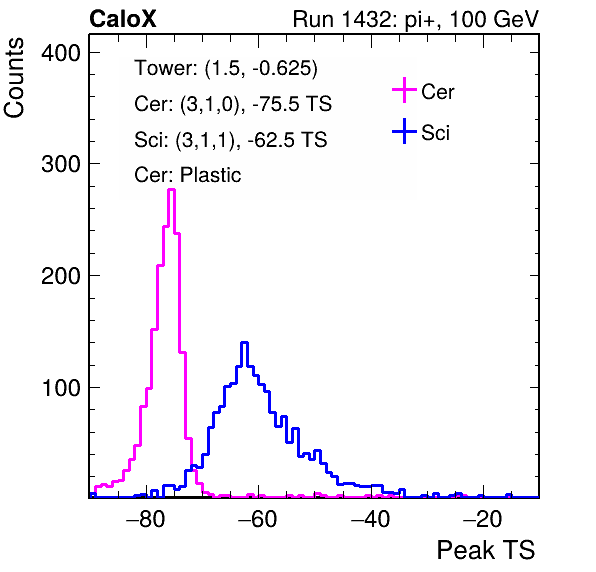 CaloX Run 1432: pi+, 100 GeV
Counts
400
300
200
100
Tower: (1.5, -0.625)
Cer: (3,1,0), -75.5 TS
Sci: (3,1,1), -62.5 TS
Cer: Plastic
Cer
Sci
−80 −60 −40 −20
Peak TS